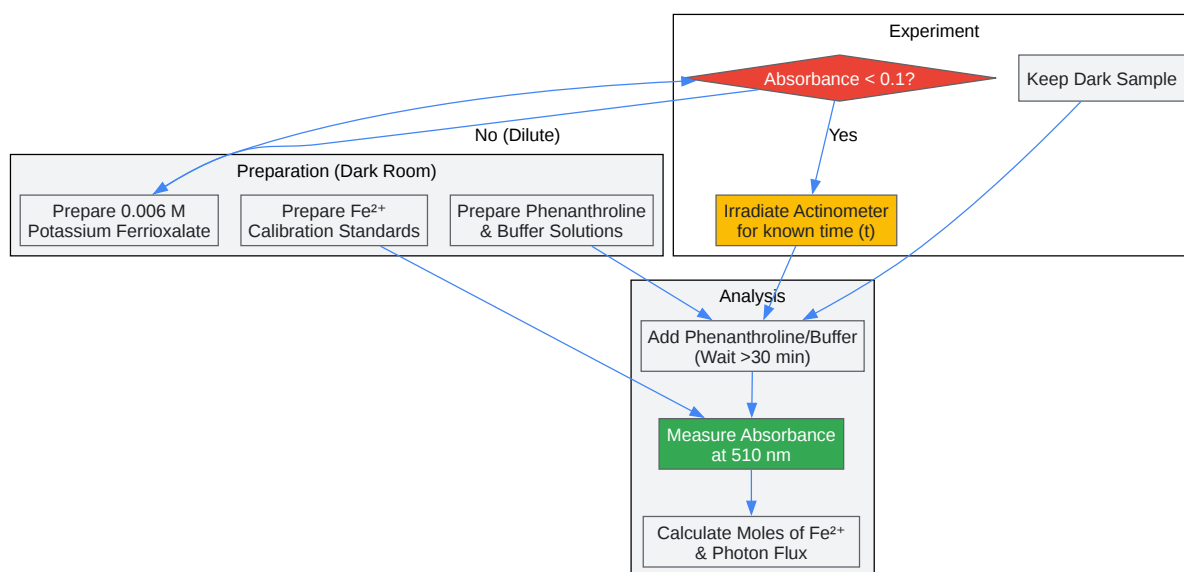 Experiment
Absorbance < 0.1?
Keep Dark Sample
No (Dilute)
Yes
Preparation (Dark Room)
Prepare 0.006 M
Potassium Ferrioxalate
Prepare Fe²⁺
Calibration Standards
Prepare Phenanthroline
& Buffer Solutions
Irradiate Actinometer
for known time (t)
Analysis
Add Phenanthroline/Buffer
(Wait >30 min)
Measure Absorbance
at 510 nm
Calculate Moles of Fe²⁺
& Photon Flux